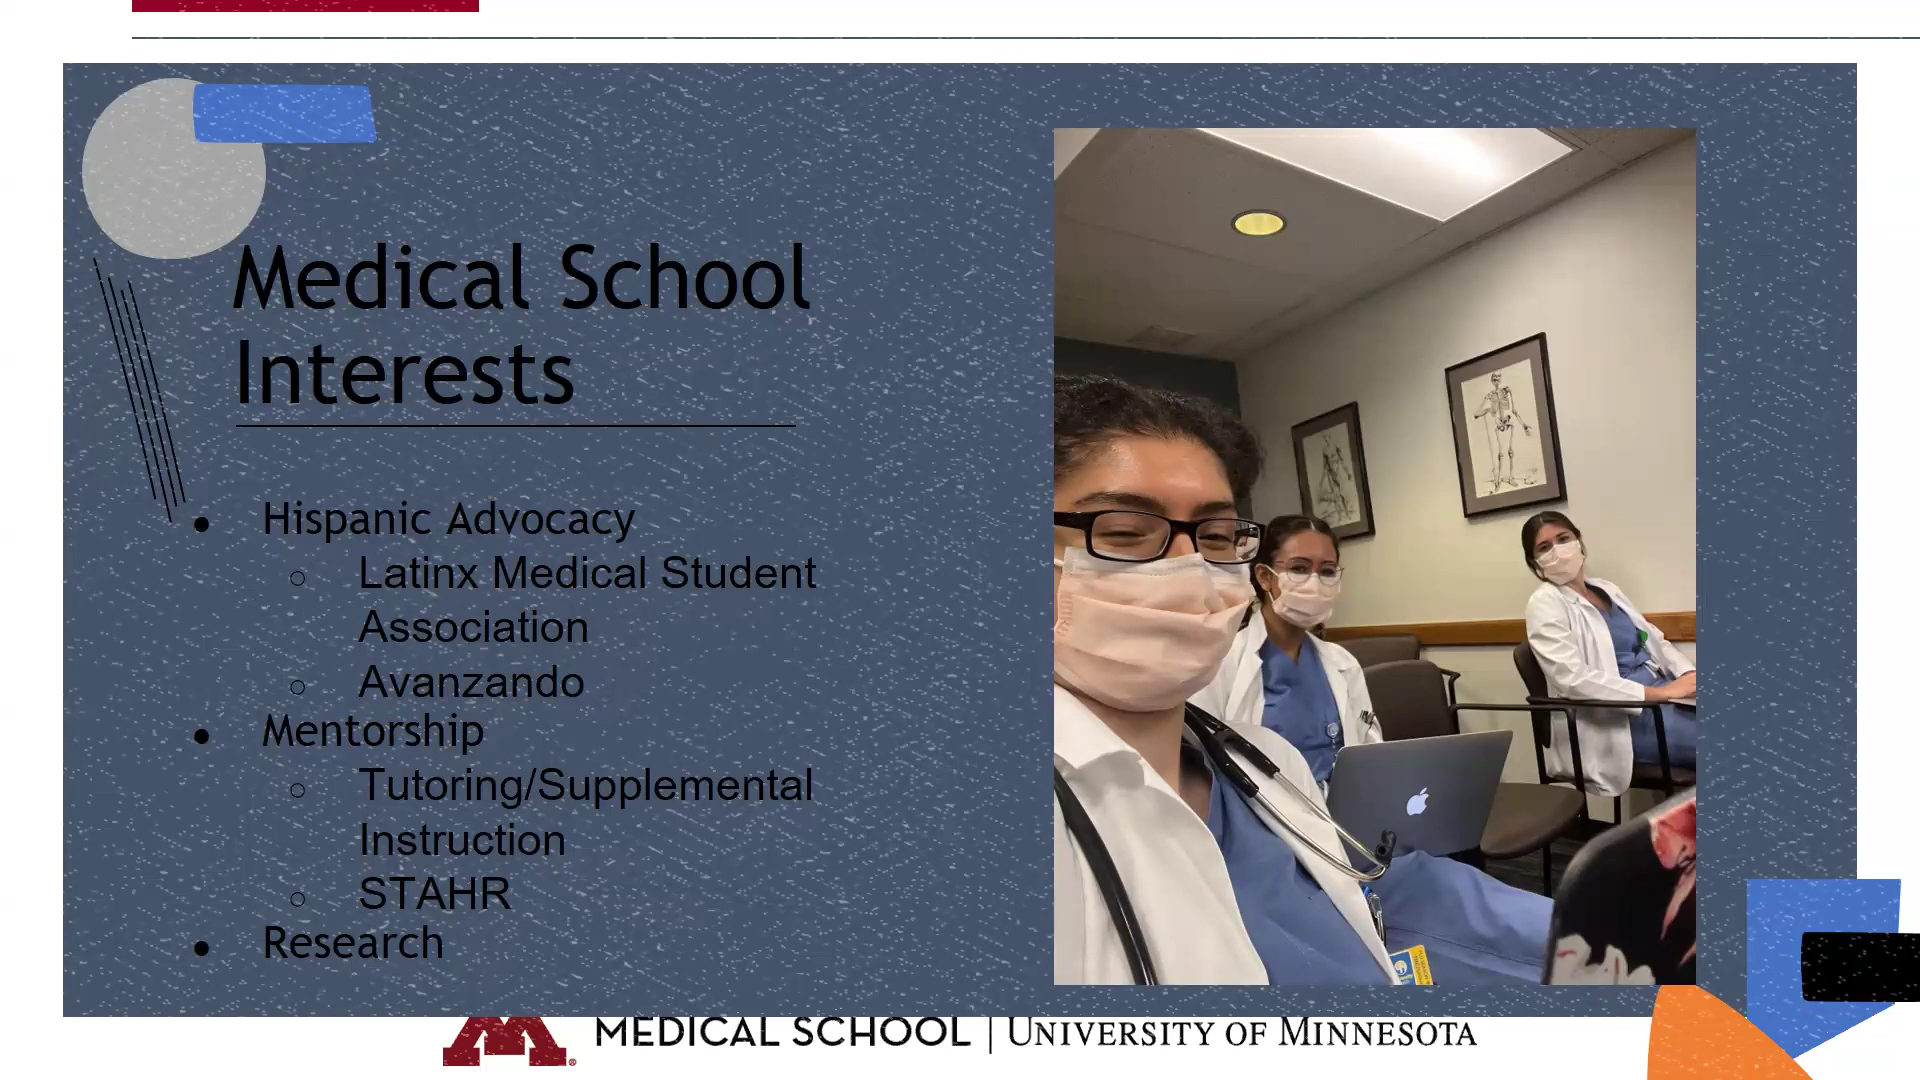 Medical School
Interests
● Hispanic Advocacy
○ Latinx Medical Student
Association
○ Avanzando
● Mentorship
○ Tutoring/Supplemental
Instruction
○ STAHR
● Research
M®
MEDICAL SCHOOL | UNIVERSITY OF MINNESOTA